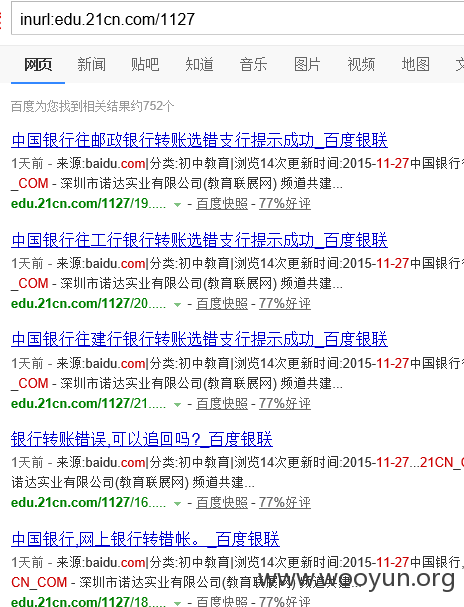 inurl:edu.21cn.com/1127
网页 新闻 贴吧 知道 音乐 图片 视频 地图
百度为您找到相关结果约752个
中国银行往邮政银行转账选错支行提示成功_百度银联
1天前 - 来源:baidu.com|分类:初中教育|浏览14次更新时间:2015-11-27中国银行
_COM - 深圳市诺达实业有限公司(教育联展网) 频道共建...
edu.21cn.com/1127/19..... - 百度快照 - 77%好评
中国银行往工行银行转账选错支行提示成功_百度银联
1天前 - 来源:baidu.com|分类:初中教育|浏览14次更新时间:2015-11-27中国银行
_COM - 深圳市诺达实业有限公司(教育联展网) 频道共建...
edu.21cn.com/1127/20..... - 百度快照 - 77%好评
中国银行往建行银行转账选错支行提示成功_百度银联
1天前 - 来源:baidu.com|分类:初中教育|浏览14次更新时间:2015-11-27中国银行
_COM - 深圳市诺达实业有限公司(教育联展网) 频道共建...
edu.21cn.com/1127/21..... - 百度快照 - 77%好评
银行转账错误,可以追回吗?_百度银联
1天前 - 来源:baidu.com|分类:初中教育|浏览14次更新时间:2015-11-27...21CN_
诺达实业有限公司(教育联展网) 频道共建...
edu.21cn.com/1127/16..... - 百度快照 - 77%好评
中国银行,网上银行转错帐。_百度银联
1天前 - 来源:baidu.com|分类:初中教育|浏览14次更新时间:2015-11-27中国银行,
CN_COM - 深圳市诺达实业有限公司(教育联展网) 频道共建...
www.wooyun.org
edu.21cn.com/1127/18..... - 百度快照 - 77%好评